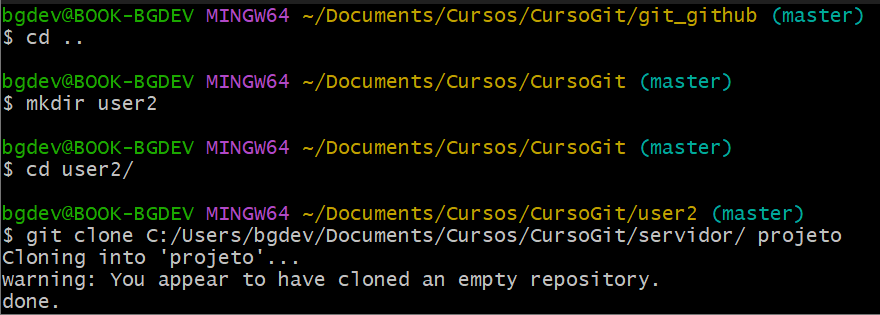 bgdev@BOOK-BGDEV MINGW64 ~/Documents/Cursos/CursoGit/git_github (master)
$ cd ..
bgdev@BOOK-BGDEV MINGW64 ~/Documents/Cursos/CursoGit (master)
$ mkdir user2
bgdev@BOOK-BGDEV MINGW64 ~/Documents/Cursos/CursoGit (master)
$ cd user2/
bgdev@BOOK-BGDEV MINGW64 ~/Documents/Cursos/CursoGit/user2 (master)
$ git clone C:/Users/bgdev/Documents/Cursos/CursoGit/servidor/ projeto
Cloning into 'projeto'...
warning: You appear to have cloned an empty repository.
done.